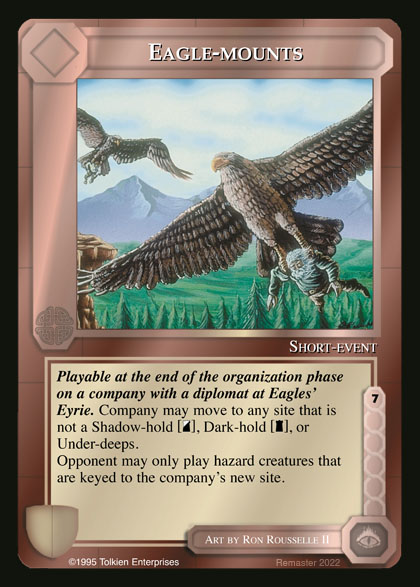 Eagle-mounts
Short-event
Playable at the end of the organization phase
on a company with a diplomat at Eagles'
Eyrie. Company may move to any site that is
not a Shadow-hold [], Dark-hold [], or
Under-deeps.
Opponent may only play hazard creatures that
are keyed to the company's new site.
7
Art by Ron Rousselle II
©1995 Tolkien Enterprises
Remaster 2022